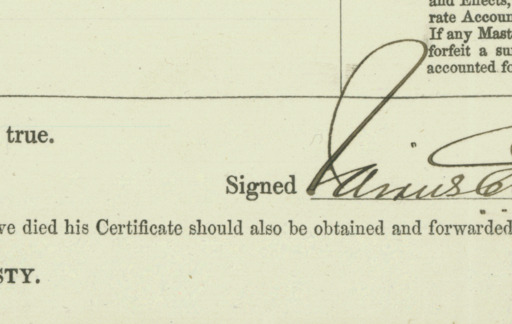 and Effects,
rate Accoun
If any Mast
forfeit a su
accounted fo
true.
Signed
ve died his Certificate should also be obtained and forwarded
STY.